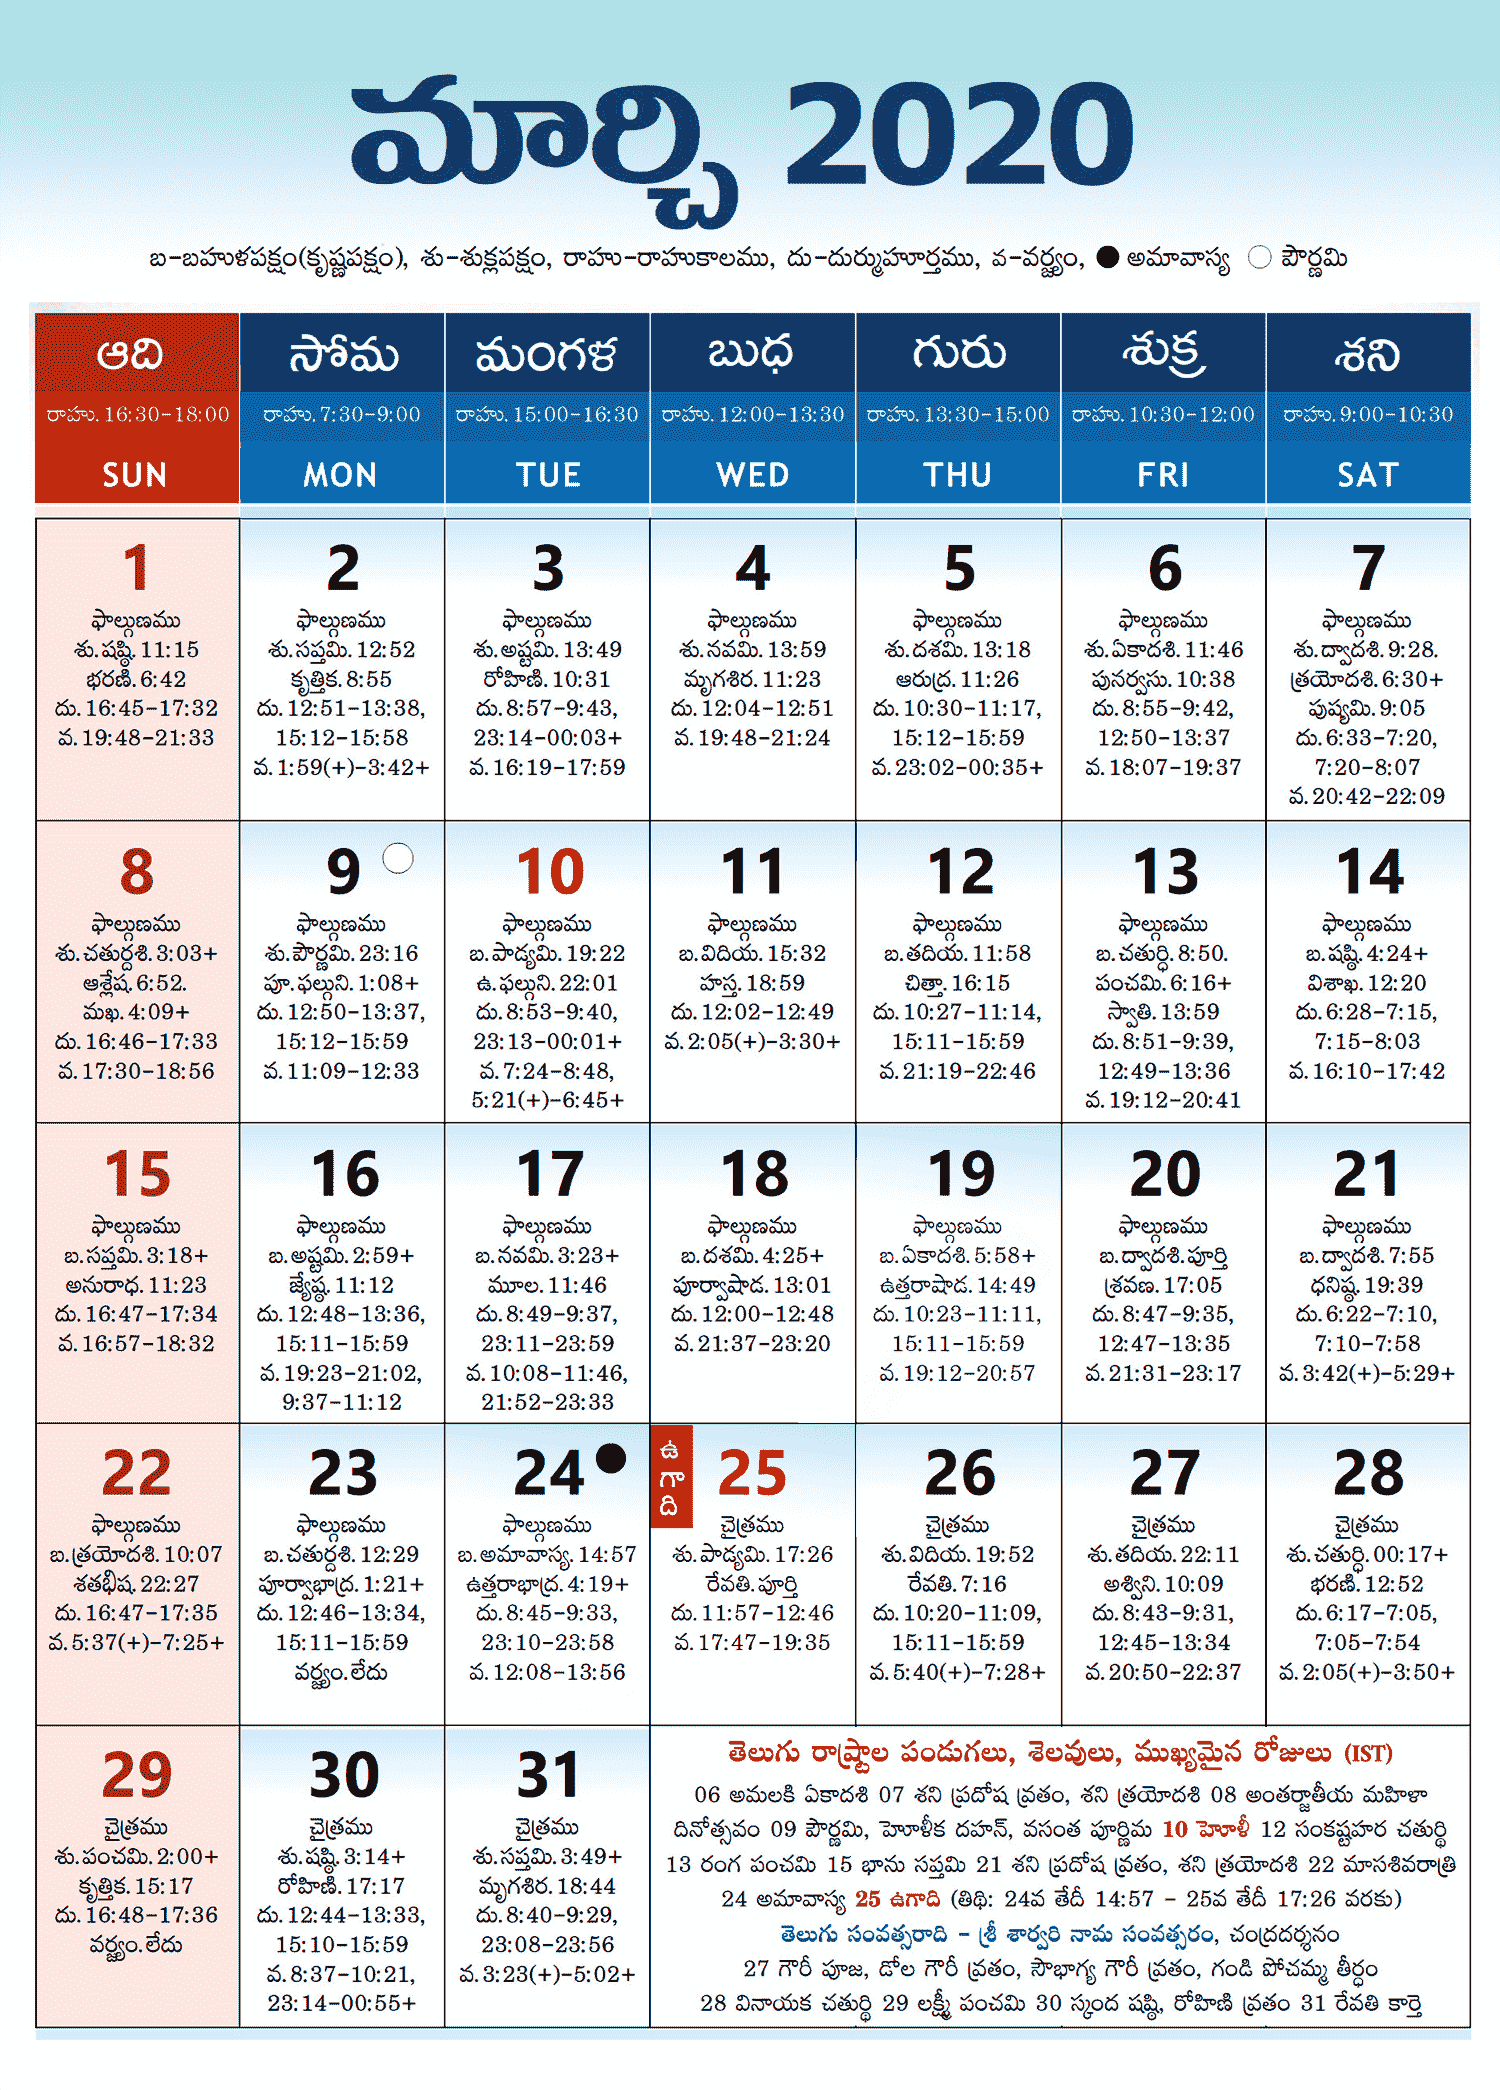 మార్చి 2020
బ-బహుళపక్షం(కృష్ణపక్షం), శు-శుక్లపక్షం, రాహు-రాహుకాలము, దు-దుర్ముహూర్తము, వ-వర్జ్యం, ● అమావాస్య ○ పౌర్ణమి
ఆది సోమ మంగళ బుధ గురు శుక్ర శని
రాహు.16:30-18:00 రాహు.7:30-9:00 రాహు.15:00-16:30 రాహు.12:00-13:30 రాహు.13:30-15:00 రాహు.10:30-12:00 రాహు.9:00-10:30
SUN MON TUE WED THU FRI SAT
1
ఫాల్గుణము
శు.షష్ఠి.11:15
భరణి.6:42
దు.16:45-17:32
వ.19:48-21:33
2
ఫాల్గుణము
శు.సప్తమి.12:52
కృత్తిక.8:55
దు.12:51-13:38,
15:12-15:58
వ.1:59(+)-3:42+
3
ఫాల్గుణము
శు.అష్టమి.13:49
రోహిణి.10:31
దు.8:57-9:43,
23:14-00:03+
వ.16:19-17:59
4
ఫాల్గుణము
శు.నవమి.13:59
మృగశిర.11:23
దు.12:04-12:51
వ.19:48-21:24
5
ఫాల్గుణము
శు.దశమి.13:18
ఆరుద్ర.11:26
దు.10:30-11:17,
15:12-15:59
వ.23:02-00:35+
6
ఫాల్గుణము
శు.ఏకాదశి.11:46
పునర్వసు.10:38
దు.8:55-9:42,
12:50-13:37
వ.18:07-19:37
7
ఫాల్గుణము
శు.ద్వాదశి.9:28.
త్రయోదశి.6:30+
పుష్యమి.9:05
దు.6:33-7:20,
7:20-8:07
వ.20:42-22:09
8
ఫాల్గుణము
శు.చతుర్దశి.3:03+
ఆశ్లేష.6:52.
మఖ.4:09+
దు.16:46-17:33
వ.17:30-18:56
9
ఫాల్గుణము
శు.పౌర్ణమి.23:16
పూ.ఫల్గుని.1:08+
దు.12:50-13:37,
15:12-15:59
వ.11:09-12:33
10
ఫాల్గుణము
బ.పాడ్యమి.19:22
ఉ.ఫల్గుని.22:01
దు.8:53-9:40,
23:13-00:01+
వ.7:24-8:48,
5:21(+)-6:45+
11
ఫాల్గుణము
బ.విదియ.15:32
హస్త.18:59
దు.12:02-12:49
వ.2:05(+)-3:30+
12
ఫాల్గుణము
బ.తదియ.11:58
చిత్తా.16:15
దు.10:27-11:14,
15:11-15:59
వ.21:19-22:46
13
ఫాల్గుణము
బ.చతుర్ధి.8:50.
పంచమి.6:16+
స్వాతి.13:59
దు.8:51-9:39,
12:49-13:36
వ.19:12-20:41
14
ఫాల్గుణము
బ.షష్ఠి.4:24+
విశాఖ.12:20
దు.6:28-7:15,
7:15-8:03
వ.16:10-17:42
15
ఫాల్గుణము
బ.సప్తమి.3:18+
అనురాధ.11:23
దు.16:47-17:34
వ.16:57-18:32
16
ఫాల్గుణము
బ.అష్టమి.2:59+
జ్యేష్ఠ.11:12
దు.12:48-13:36,
15:11-15:59
వ.19:23-21:02,
9:37-11:12
17
ఫాల్గుణము
బ.నవమి.3:23+
మూల.11:46
దు.8:49-9:37,
23:11-23:59
వ.10:08-11:46,
21:52-23:33
18
ఫాల్గుణము
బ.దశమి.4:25+
పూర్వాషాడ.13:01
దు.12:00-12:48
వ.21:37-23:20
19
ఫాల్గుణము
బ.ఏకాదశి.5:58+
ఉత్తరాషాడ.14:49
దు.10:23-11:11,
15:11-15:59
వ.19:12-20:57
20
ఫాల్గుణము
బ.ద్వాదశి.పూర్తి
శ్రవణ.17:05
దు.8:47-9:35,
12:47-13:35
వ.21:31-23:17
21
ఫాల్గుణము
బ.ద్వాదశి.7:55
ధనిష్ఠ.19:39
దు.6:22-7:10,
7:10-7:58
వ.3:42(+)-5:29+
22
ఫాల్గుణము
బ.త్రయోదశి.10:07
శతభిష.22:27
దు.16:47-17:35
వ.5:37(+)-7:25+
23
ఫాల్గుణము
బ.చతుర్దశి.12:29
పూర్వాభాద్ర.1:21+
దు.12:46-13:34,
15:11-15:59
వర్జ్యం.లేదు
24
ఫాల్గుణము
బ.అమావాస్య.14:57
ఉత్తరాభాద్ర.4:19+
దు.8:45-9:33,
23:10-23:58
వ.12:08-13:56
ఉగాది
25
చైత్రము
శు.పాడ్యమి.17:26
రేవతి.పూర్తి
దు.11:57-12:46
వ.17:47-19:35
26
చైత్రము
శు.విదియ.19:52
రేవతి.7:16
దు.10:20-11:09,
15:11-15:59
వ.5:40(+)-7:28+
27
చైత్రము
శు.తదియ.22:11
అశ్విని.10:09
దు.8:43-9:31,
12:45-13:34
వ.20:50-22:37
28
చైత్రము
శు.చతుర్ధి.00:17+
భరణి.12:52
దు.6:17-7:05,
7:05-7:54
వ.2:05(+)-3:50+
29
చైత్రము
శు.పంచమి.2:00+
కృత్తిక.15:17
దు.16:48-17:36
వర్జ్యం.లేదు
30
చైత్రము
శు.షష్ఠి.3:14+
రోహిణి.17:17
దు.12:44-13:33,
15:10-15:59
వ.8:37-10:21,
23:14-00:55+
31
చైత్రము
శు.సప్తమి.3:49+
మృగశిర.18:44
దు.8:40-9:29,
23:08-23:56
వ.3:23(+)-5:02+
తెలుగు రాష్ట్రాల పండుగలు, శెలవులు, ముఖ్యమైన రోజులు (IST)
06 అమలకి ఏకాదశి 07 శని ప్రదోష వ్రతం, శని త్రయోదశి 08 అంతర్జాతీయ మహిళా
దినోత్సవం 09 పౌర్ణమి, హెూళీక దహన్, వసంత పూర్ణిమ 10 హెూళీ 12 సంకష్టహర చతుర్థి
13 రంగ పంచమి 15 భాను సప్తమి 21 శని ప్రదోష వ్రతం, శని త్రయోదశి 22 మాసశివరాత్రి
24 అమావాస్య 25 ఉగాది (తిథి: 24వ తేదీ 14:57 - 25వ తేదీ 17:26 వరకు)
తెలుగు సంవత్సరాది - శ్రీ శార్వరి నామ సంవత్సరం, చంద్రదర్శనం
27 గౌరీ పూజ, డోల గౌరీ వ్రతం, సౌభాగ్య గౌరీ వ్రతం, గండి పోచమ్మ తీర్ధం
28 వినాయక చతుర్థి 29 లక్ష్మీ పంచమి 30 స్కంద షష్ఠి, రోహిణి వ్రతం 31 రేవతి కార్తె